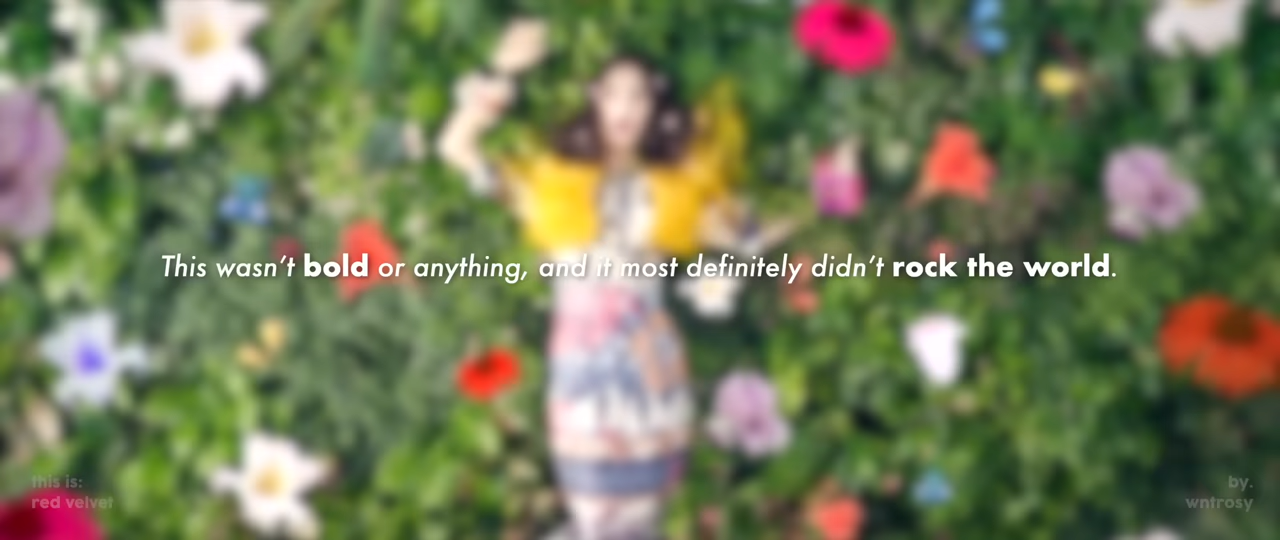 This wasn’t bold or anything, and it most definitely didn’t rock the world.
this is:
red velvet
by.
wntrosy